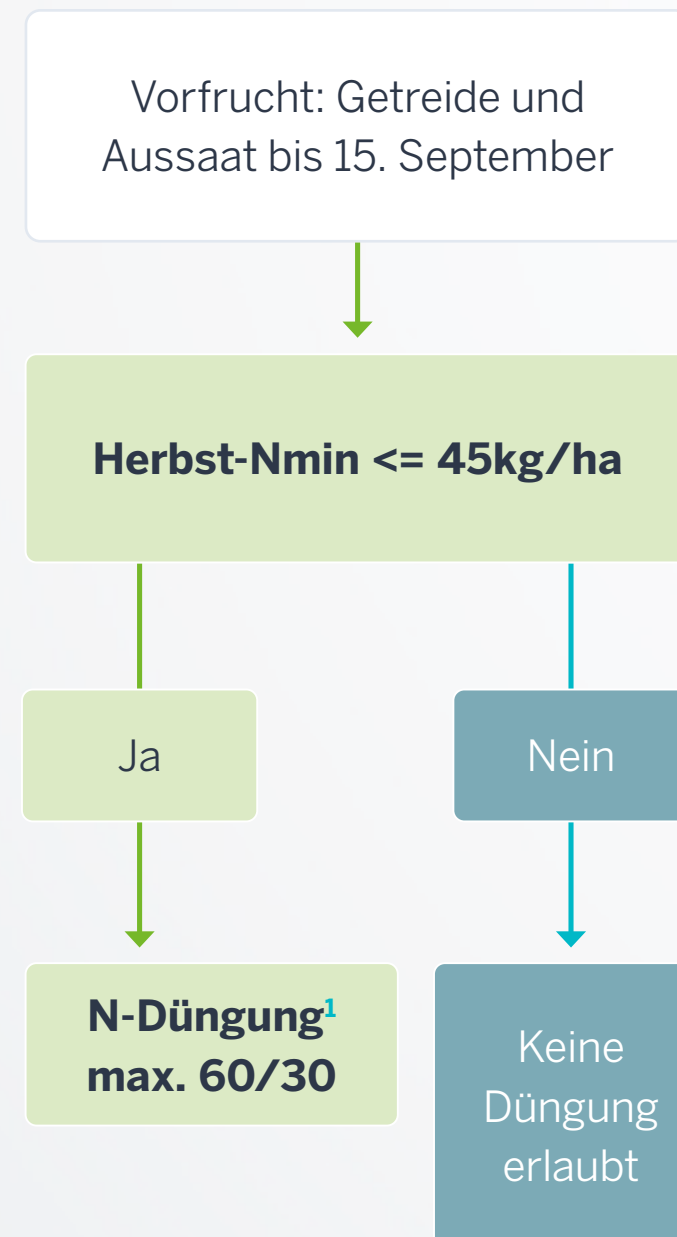 Vorfrucht: Getreide und
Aussaat bis 15. September
Herbst-Nmin <= 45kg/ha
Ja
Nein
N-Düngung¹
max. 60/30
Keine
Düngung
erlaubt